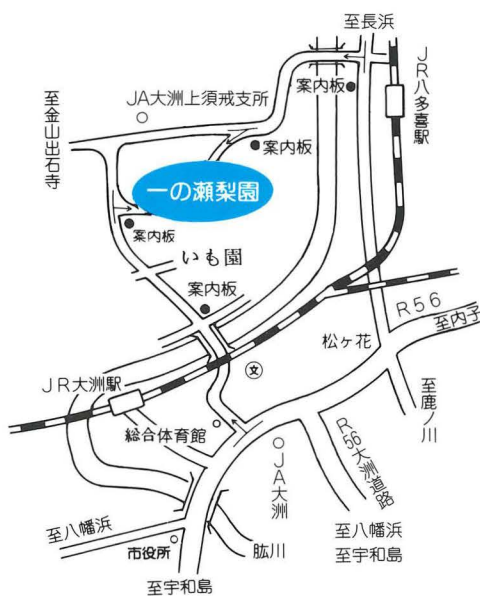 至長浜
JR八多喜駅
案内板
JA大洲上須戒支所
至金山出石寺
案内板
一の瀬梨園
案内板
いも園
案内板
R56
至内子
松ヶ花
文
JR大洲駅
至鹿ノ川
総合体育館
R56大洲道路
JA大洲
至八幡浜
至宇和島
至八幡浜
市役所
肱川
至宇和島